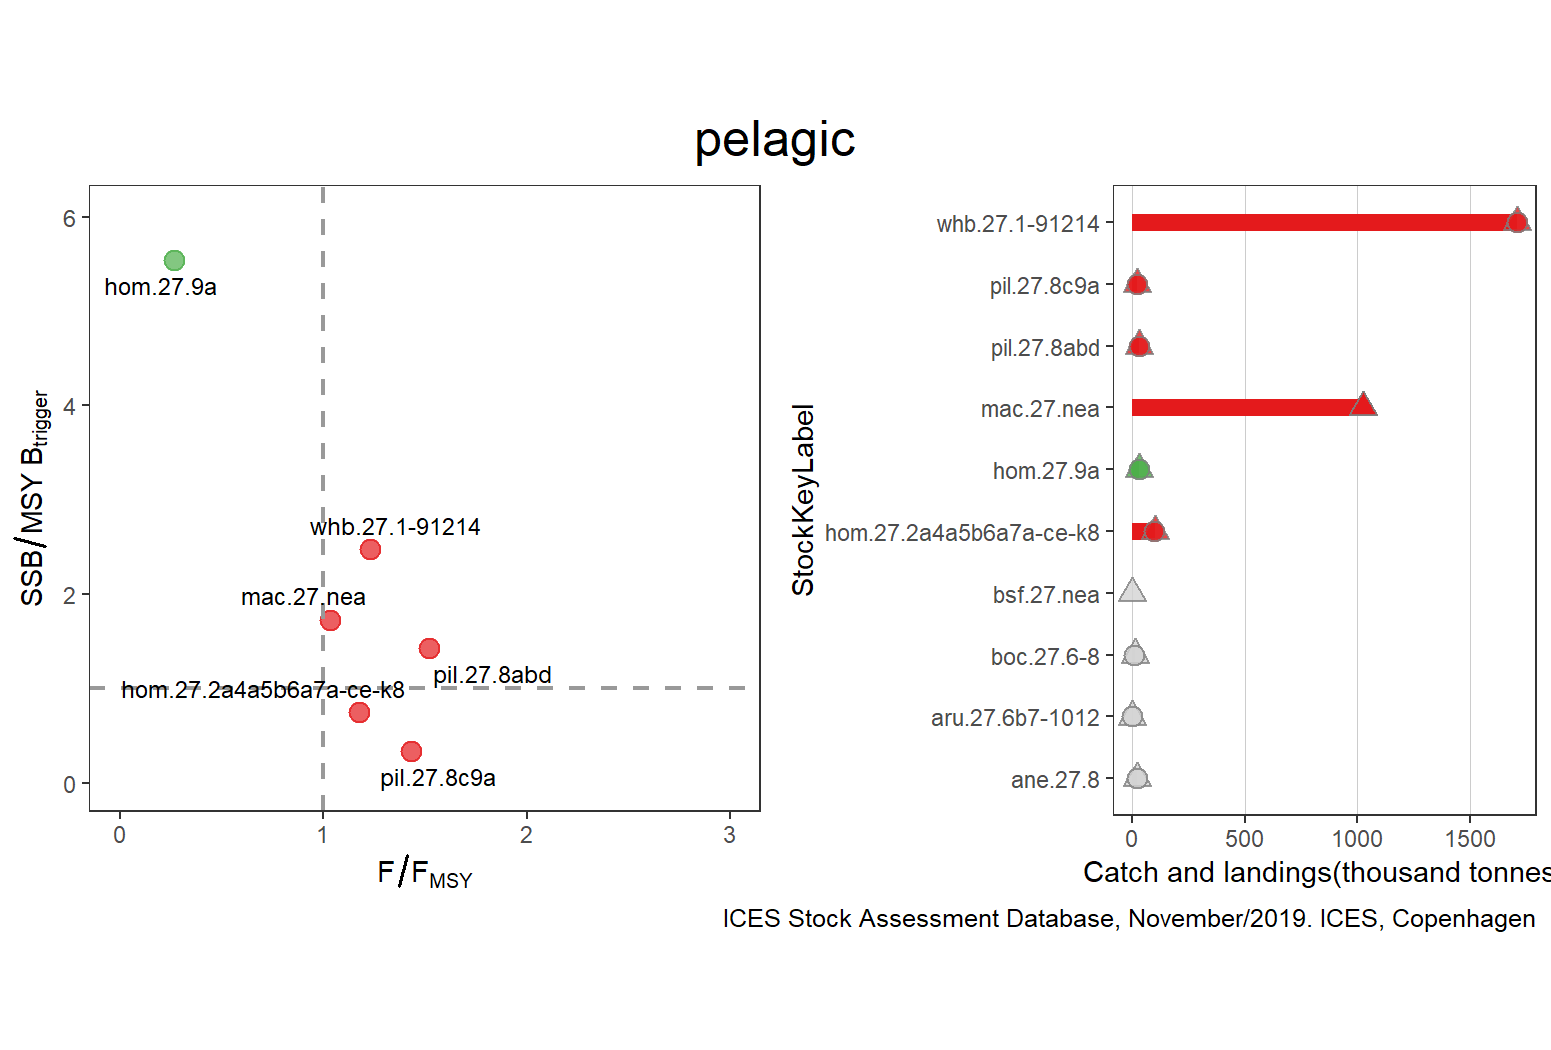 pelagic
SSB/MSY Btrigger
6
4
2
0
hom.27.9a
whb.27.1-91214
mac.27.nea
pil.27.8abd
hom.27.2a4a5b6a7a-ce-k8
pil.27.8c9a
0 1 2 3
F/FMSY
StockKeyLabel
whb.27.1-91214
pil.27.8c9a
pil.27.8abd
mac.27.nea
hom.27.9a
hom.27.2a4a5b6a7a-ce-k8
bsf.27.nea
boc.27.6-8
aru.27.6b7-1012
ane.27.8
0 500 1000 1500
Catch and landings(thousand tonnes
ICES Stock Assessment Database, November/2019. ICES, Copenhagen